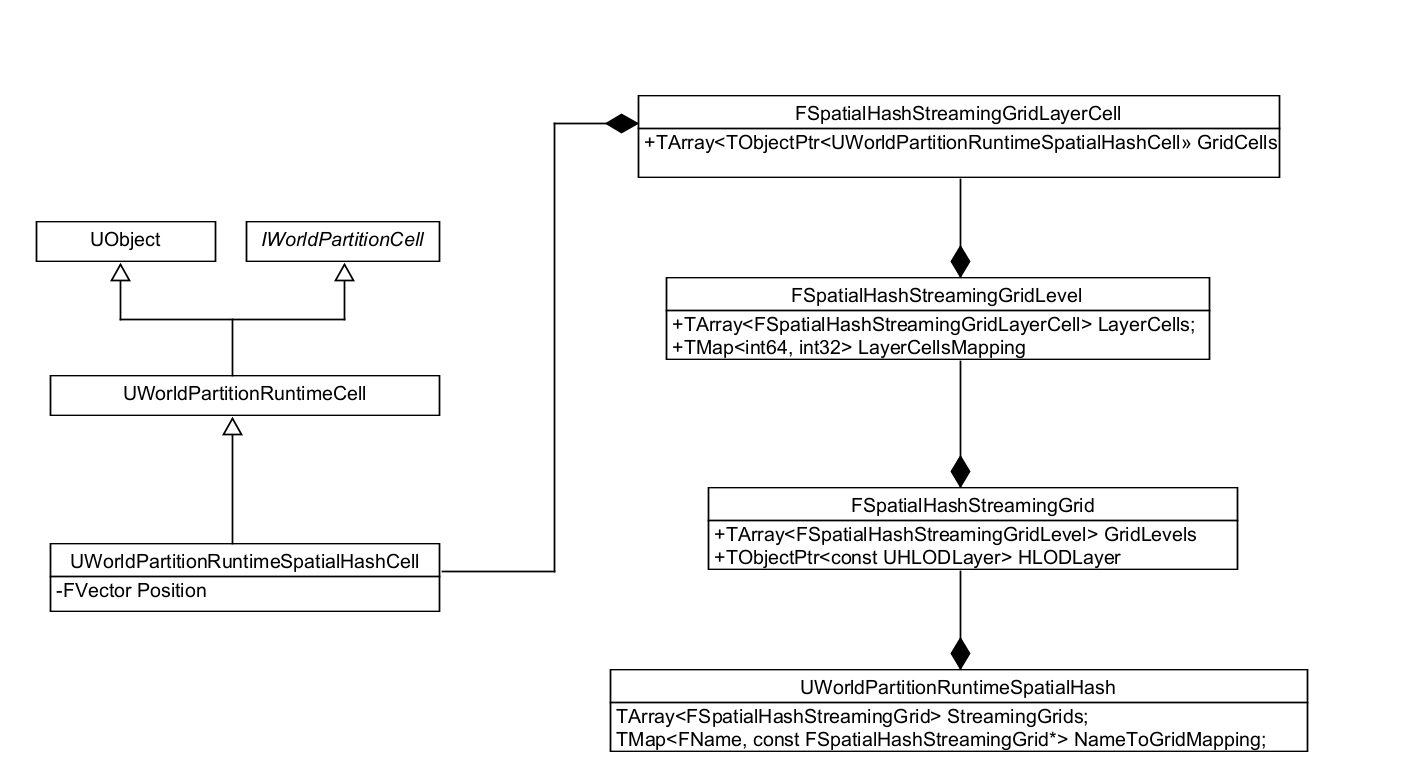 FSpatialHashStreamingGridLayerCell
+TArray<TObjectPtr<UWorldPartitionRuntimeSpatialHashCell» GridCells
UObject
IWorldPartitionCell
FSpatialHashStreamingGridLevel
+TArray<FSpatialHashStreamingGridLayerCell> LayerCells;
+TMap<int64, int32> LayerCellsMapping
UWorldPartitionRuntimeCell
FSpatialHashStreamingGrid
+TArray<FSpatialHashStreamingGridLevel> GridLevels
+TObjectPtr<const UHLODLayer> HLODLayer
UWorldPartitionRuntimeSpatialHashCell
-FVector Position
UWorldPartitionRuntimeSpatialHash
TArray<FSpatialHashStreamingGrid> StreamingGrids;
TMap<FName, const FSpatialHashStreamingGrid*> NameToGridMapping;